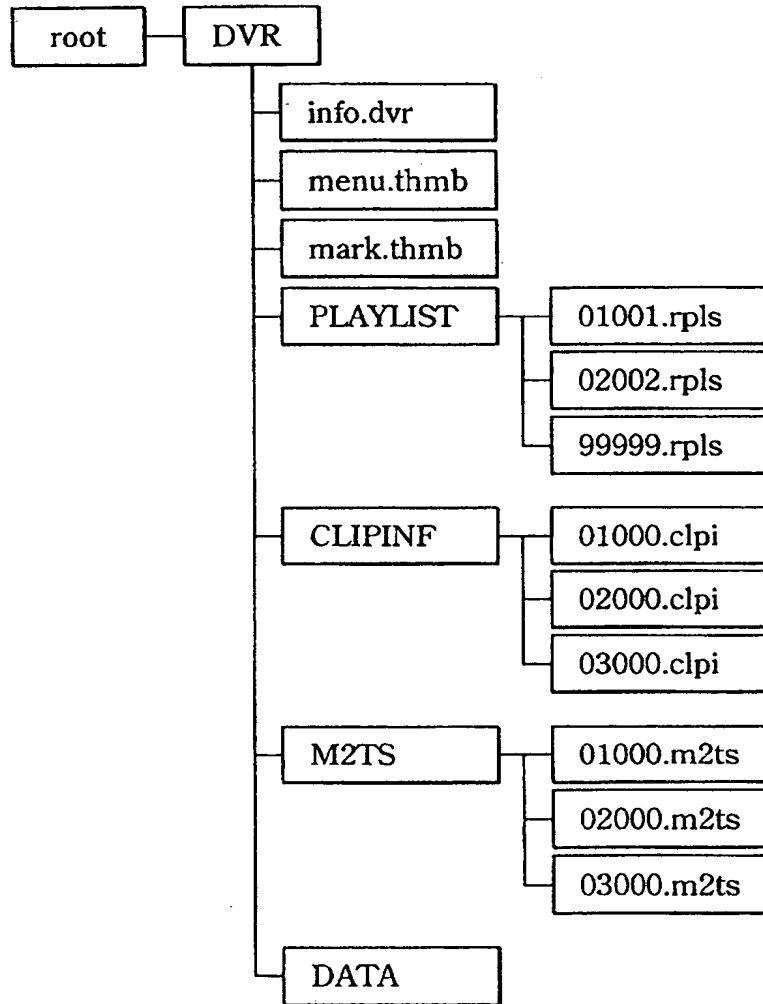 root
DVR
info.dvr
menu.thmb
mark.thmb
PLAYLIST
01001.rpls
02002.rpls
99999.rpls
CLIPINF
01000.clpi
02000.clpi
03000.clpi
M2TS
01000.m2ts
02000.m2ts
03000.m2ts
DATA